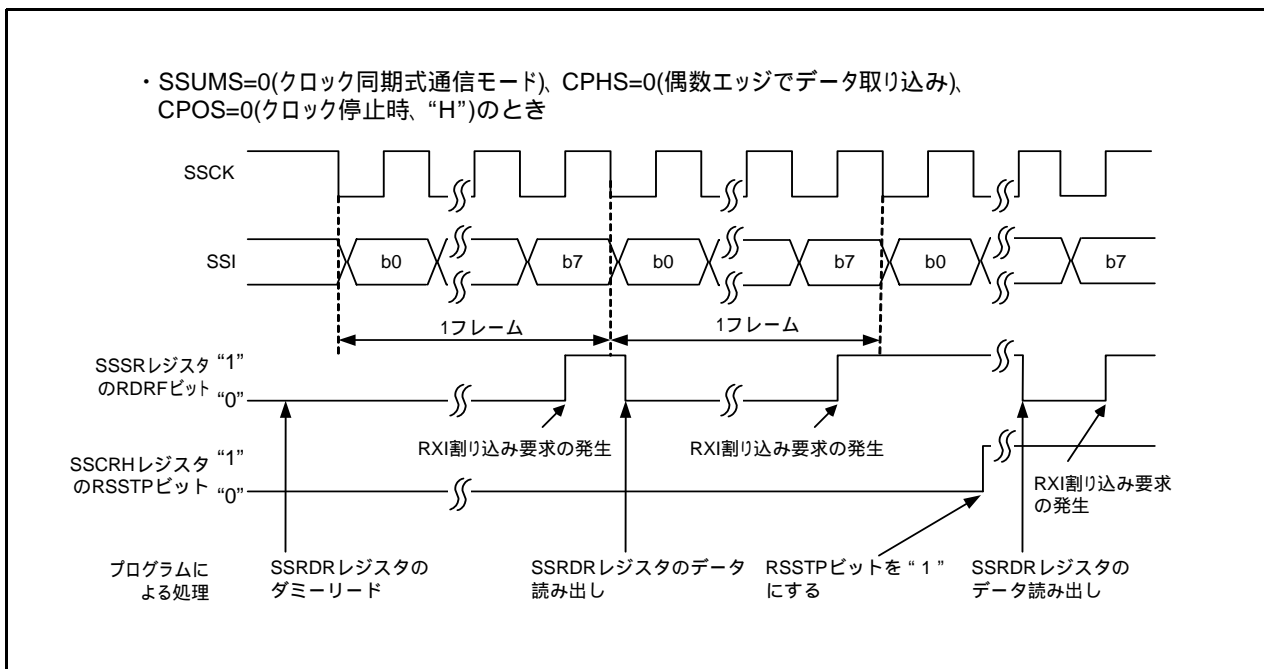 ・SSUMS=0(クロック同期式通信モード)、CPHS=0(偶数エッジでデータ取り込み)、
CPOS=0(クロック停止時、“H”)のとき
SSCK
SSI
b0
b7
b0
b7
b0
b7
1フレーム
1フレーム
SSSRレジスタ “1”
のRDRFビット “0”
RXI割り込み要求の発生
RXI割り込み要求の発生
SSCRHレジスタ “1”
のRSSTPビット “0”
RXI割り込み要求
の発生
プログラムに
よる処理
SSRDRレジスタの
ダミーリード
SSRDRレジスタのデータ
読み出し
RSSTPビットを“ 1 ”
にする
SSRDRレジスタの
データ読み出し